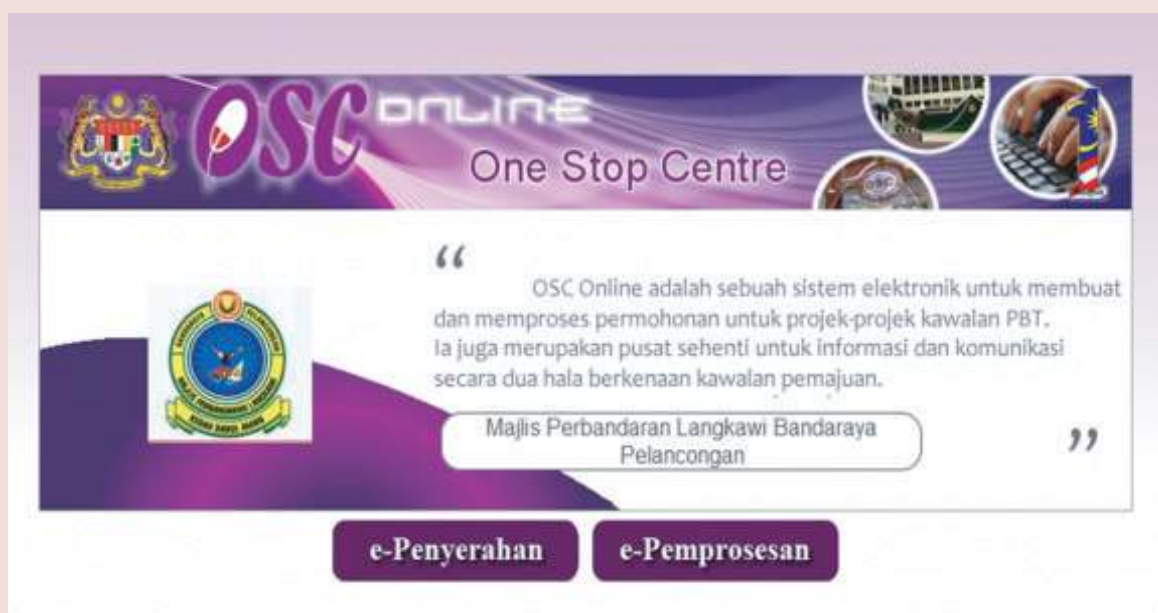 OSC ONLINE
One Stop Centre
OSC
1
“
OSC Online adalah sebuah sistem elektronik untuk membuat
dan memproses permohonan untuk projek-projek kawalan PBT.
Ia juga merupakan pusat sehenti untuk informasi dan komunikasi
secara dua hala berkenaan kawalan pemajuan.
Majlis Perbandaran Langkawi Bandaraya
Pelancongan
”
e-Penyerahan
e-Pemprosesan